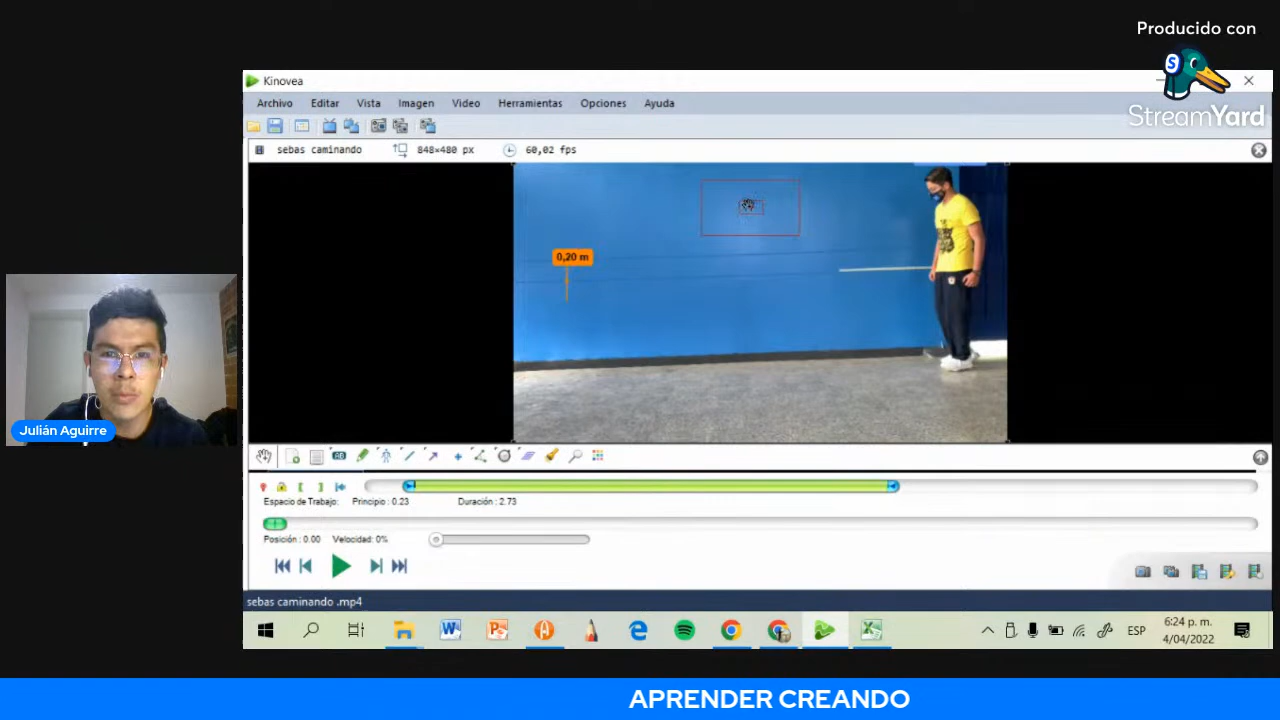 Producido con
StreamYard
Kinovea
Archivo Editar Vista Imagen Video Herramientas Opciones Ayuda
sebas caminando 848×480 px 60,02 fps
0,20 m
Julián Aguirre
Espacio de Trabajo: Principio : 0.23 Duración : 2.73
Posición : 0.00 Velocidad: 0%
sebas caminando .mp4
ESP
6:24 p. m.
4/04/2022
APRENDER CREANDO